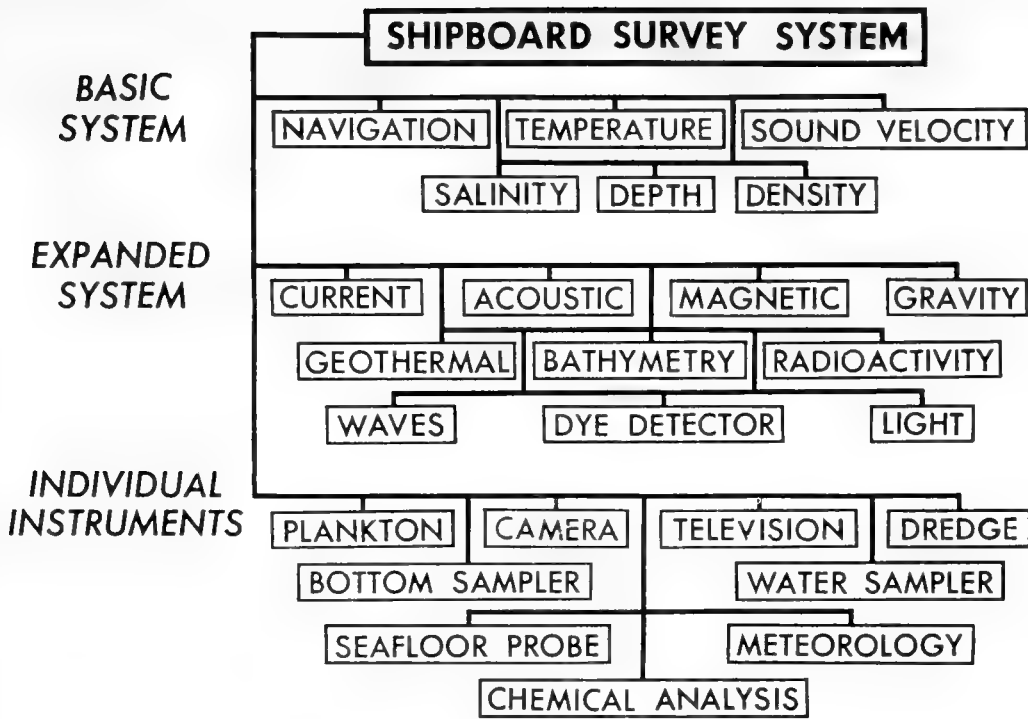 SHIPBOARD SURVEY SYSTEM
BASIC
SYSTEM
NAVIGATION TEMPERATURE SOUND VELOCITY
SALINITY DEPTH DENSITY
EXPANDED
SYSTEM
CURRENT ACOUSTIC MAGNETIC GRAVITY
GEOTHERMAL BATHYMETRY RADIOACTIVITY
WAVES DYE DETECTOR LIGHT
INDIVIDUAL
INSTRUMENTS
PLANKTON CAMERA TELEVISION DREDGE
BOTTOM SAMPLER WATER SAMPLER
SEAFLOOR PROBE METEOROLOGY
CHEMICAL ANALYSIS